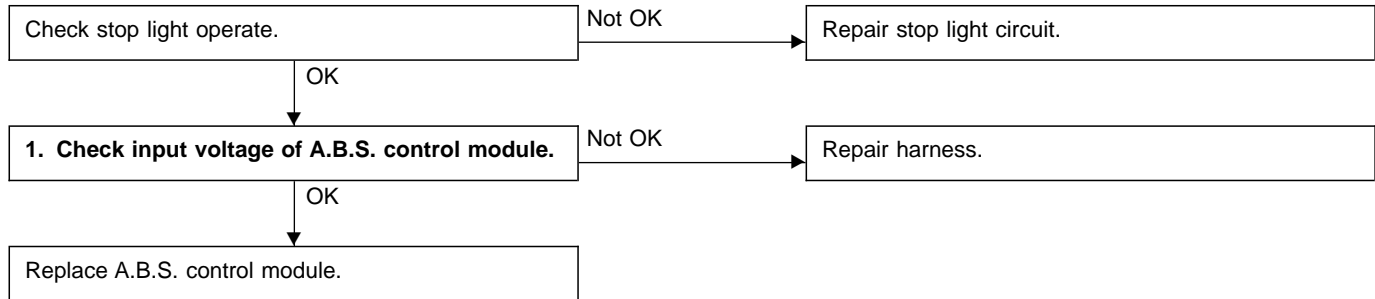 Check stop light operate.
Not OK
Repair stop light circuit.
OK
1. Check input voltage of A.B.S. control module.
Not OK
Repair harness.
OK
Replace A.B.S. control module.